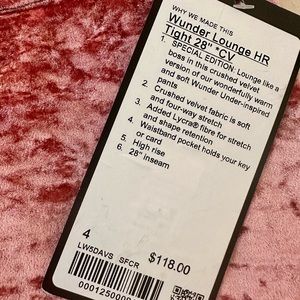 WHY WE MADE THIS
Wunder Lounge HR
Tight 28" *CV
1. SPECIAL EDITION: Lounge like a
boss in this crushed velvet
version of our wonderfully warm
and soft Wunder Under-inspired
pants
2. Crushed velvet fabric is soft
and four-way stretch
3. Added Lycra® fibre for stretch
and shape retention
4. Waistband pocket holds your key
or card
5. High rise
6. 28" inseam
4
LW5DAVS SFCR
$118.00